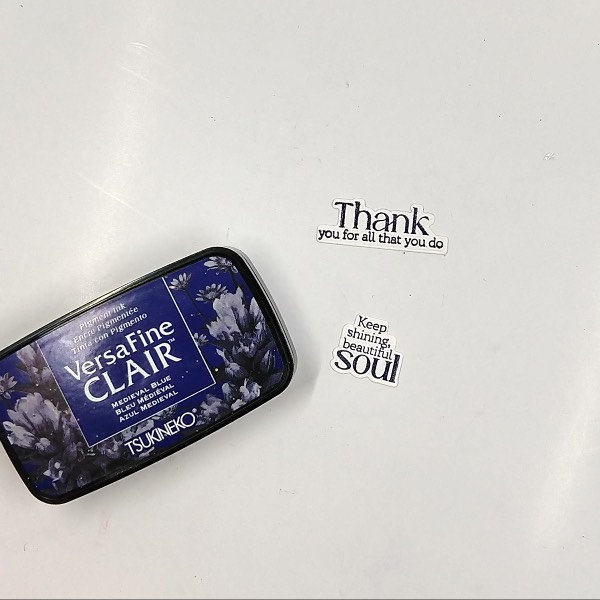 Thank
you for all that you do
Keep
shining,
beautiful
soul
Pigment Ink
Encre Pigmentée
Tinta con Pigmento
VersaFine
CLAIR™
Medieval Blue
Bleu Médiéval
Azul Medieval
TSUKINEKO®